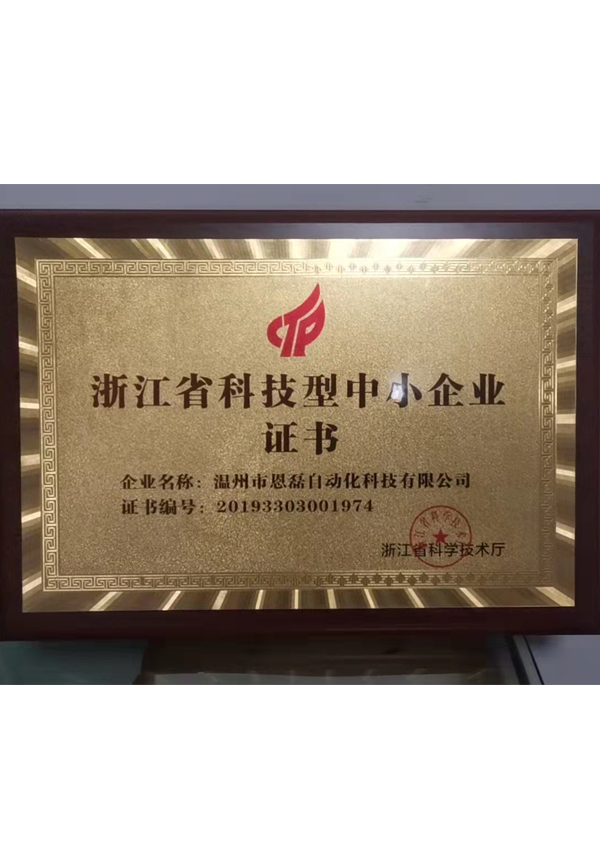 浙江省科技型中小企业
证书
企业名称：温州市恩磊自动化科技有限公司
证书编号：20193303001974
浙江省科学技术厅